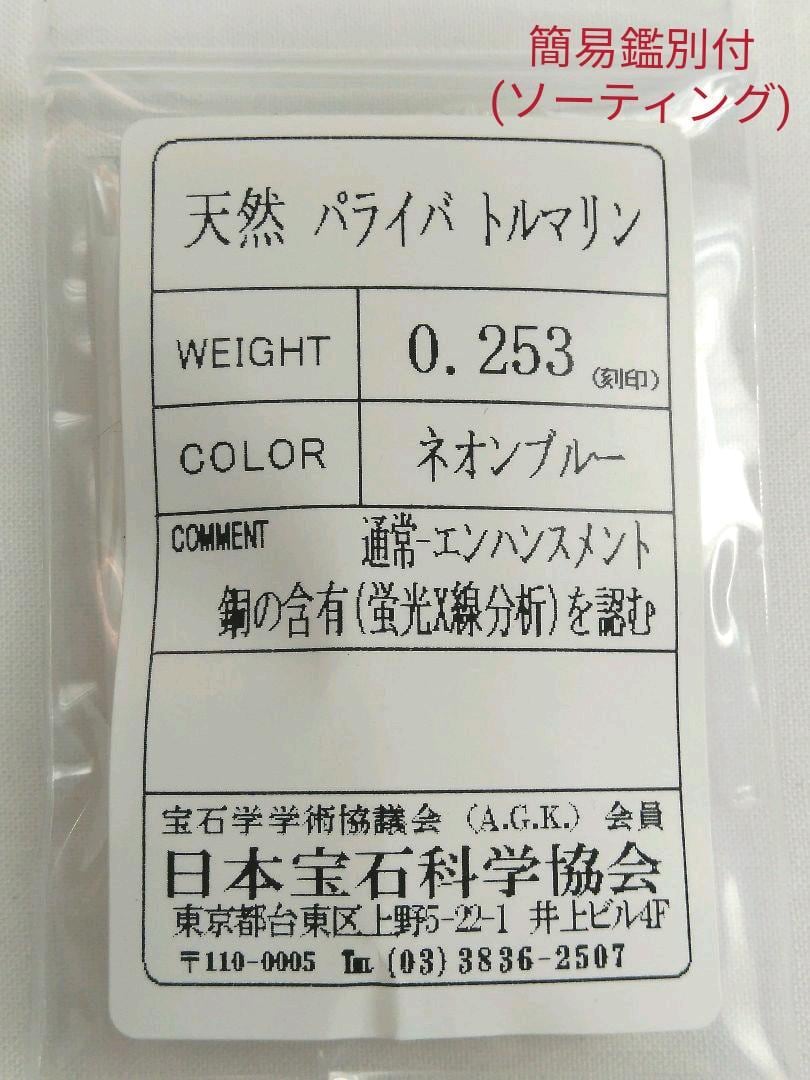 簡易鑑別付
(ソーティング)
天然 パライバ トルマリン
WEIGHT 0.253 (刻印)
COLOR ネオンブルー
COMMENT 通常-エンハンスメント
銅の含有(蛍光X線分析)を認む
宝石学学術協議会 (A.G.K.) 会員
日本宝石科学協会
東京都台東区上野5-22-1 井上ビル4F
〒110-0005 TEL (03) 3836-2507